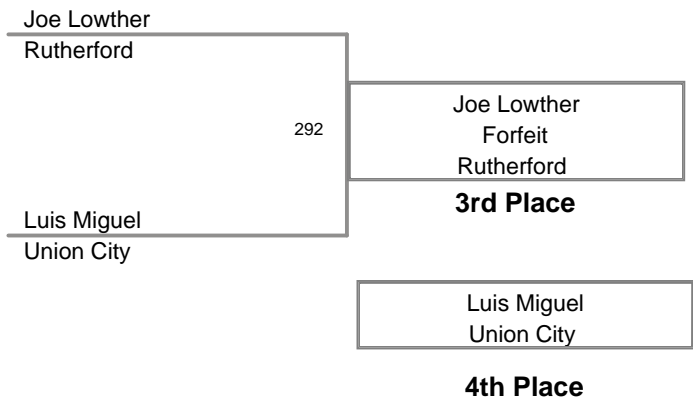 Joe Lowther
Rutherford
292
Joe Lowther
Forfeit
Rutherford
3rd Place
Luis Miguel
Union City
Luis Miguel
Union City
4th Place